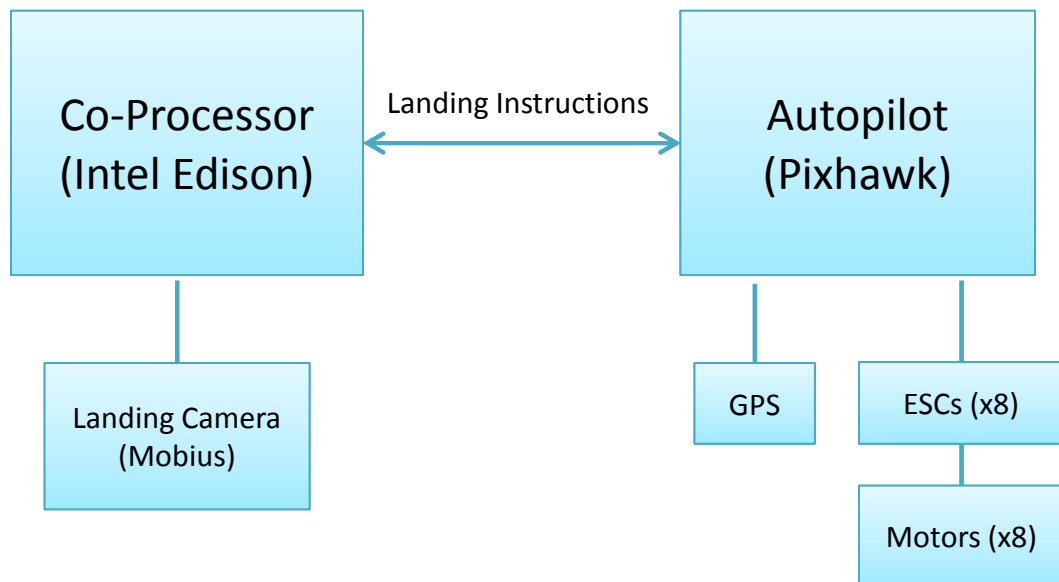 Co-Processor
(Intel Edison)
Landing Instructions
Autopilot
(Pixhawk)
Landing Camera
(Mobius)
GPS
ESCs (x8)
Motors (x8)